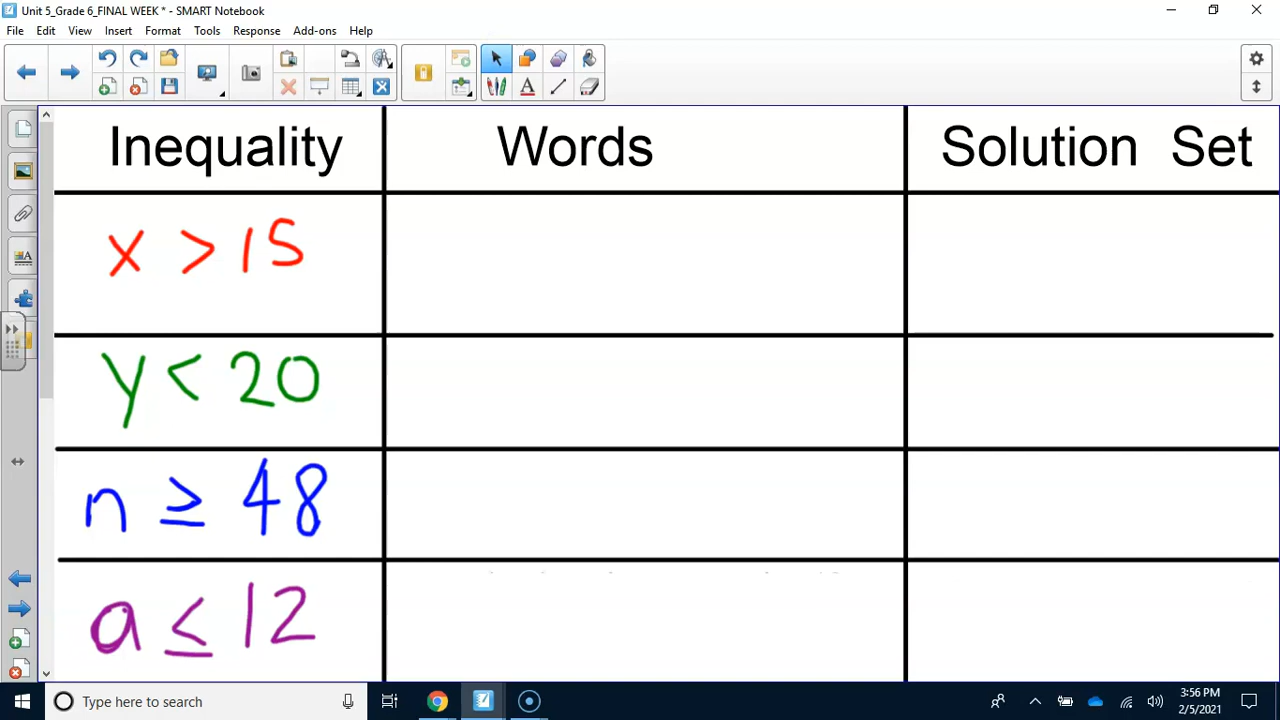 Unit 5_Grade 6_FINAL WEEK * - SMART Notebook
File Edit View Insert Format Tools Response Add-ons Help
Inequality Words Solution Set
x > 15
y < 20
n ≥ 48
a ≤ 12
Type here to search
3:56 PM
2/5/2021